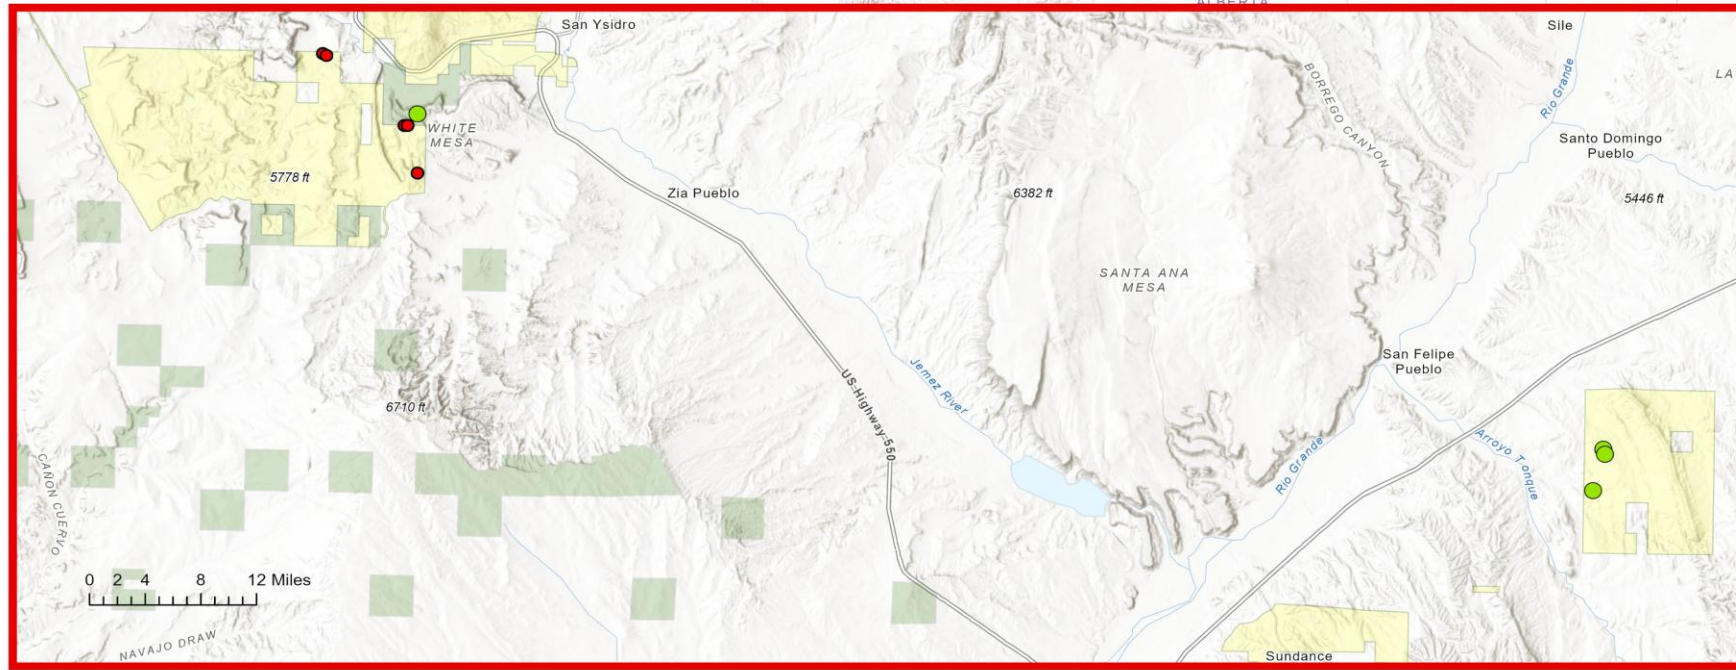 ALBERTA
San Ysidro
Sile
Rio Grande
LA
BORREGO CANYON
WHITE
MESA
Santo Domingo
Pueblo
5778 ft
Zia Pueblo
6382 ft
5446 ft
SANTA ANA
MESA
San Felipe
Pueblo
Jemez River
US Highway 550
6710 ft
Arroyo Tonque
Rio Grande
CAÑON CUERVO
0 2 4 8 12 Miles
NAVAJO DRAW
Sundance